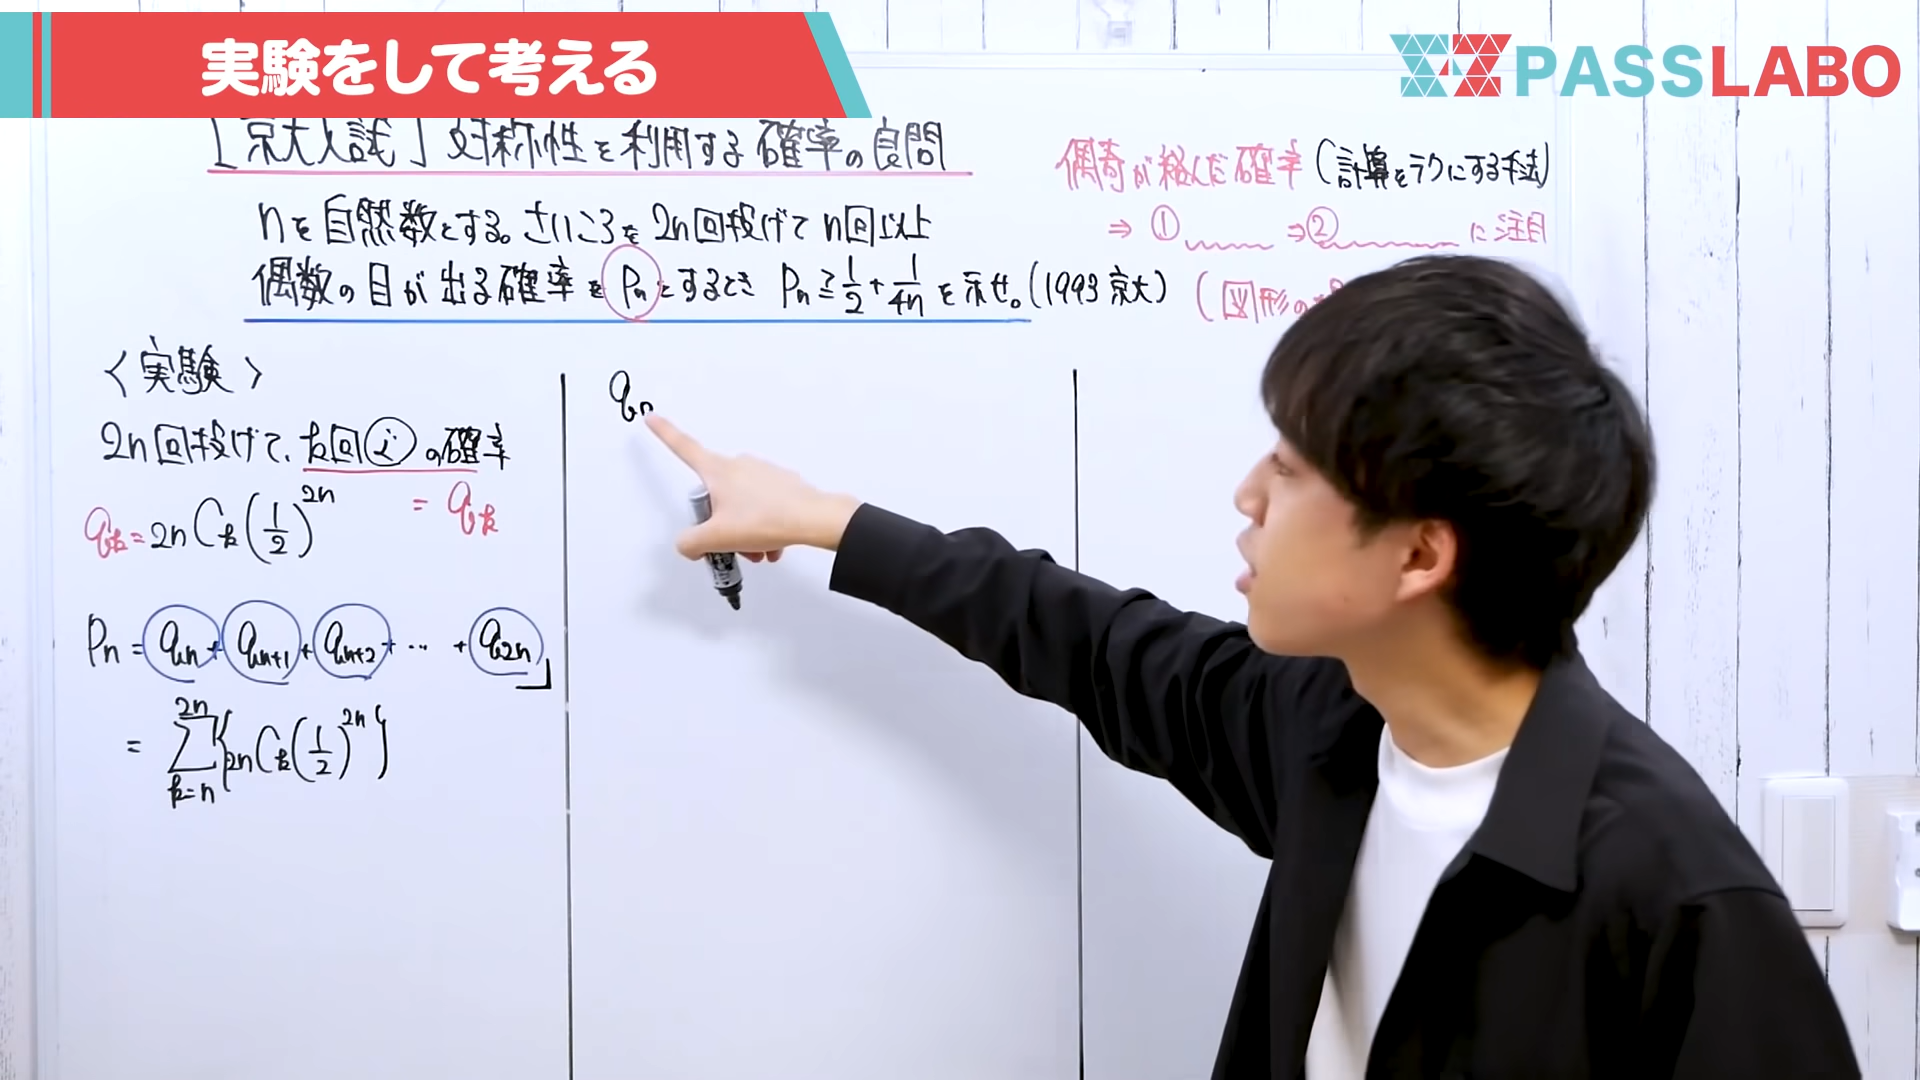 実験をして考える
PASSLABO
「京大入試」対称性を利用する確率の良問
nを自然数とする。さいころを2n回投げてn回以上
偶数の目が出る確率をPnとするとき Pn≧1/2+1/4nを示せ。(1993 京大)
偶奇が絡んだ確率(計算をラクにする手法)
⇒ ① ⇒② に注目
(図形の
<実験>
2n回投げて、k回の確率
= qk
qk = 2nCk(1/2)^2n
Pn = qn + qn+1 + qn+2 + … + q2n
= Σ[k=n→2n]{2nCk(1/2)^2n}
qn